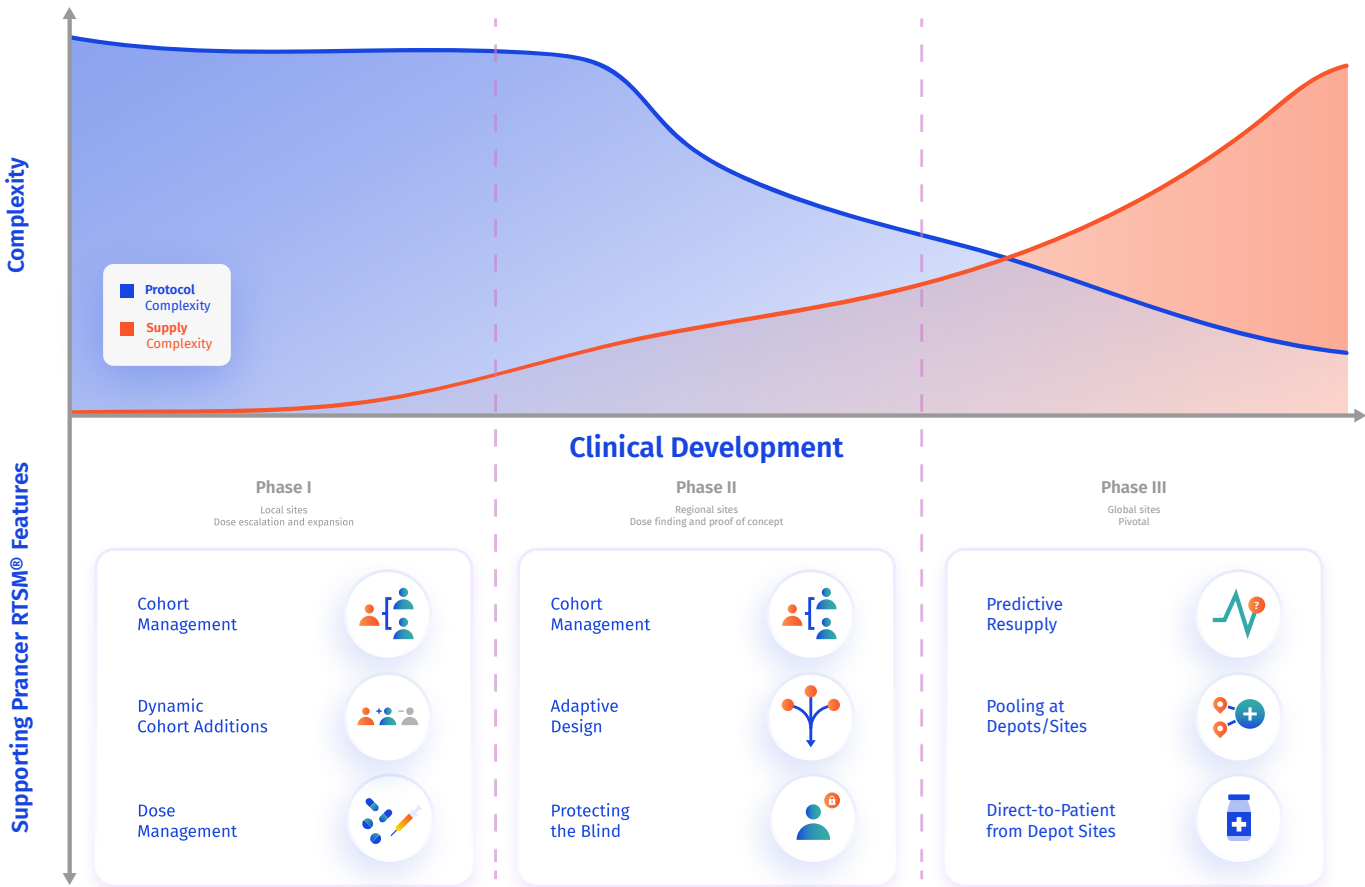 Complexity
Protocol
Complexity
Supply
Complexity
Clinical Development
Supporting Prancer RTSM® Features
Phase I
Local sites
Dose escalation and expansion
Cohort
Management
Dynamic
Cohort Additions
Dose
Management
Phase II
Regional sites
Dose finding and proof of concept
Cohort
Management
Adaptive
Design
Protecting
the Blind
Phase III
Global sites
Pivotal
Predictive
Resupply
?
Pooling at
Depots/Sites
Direct-to-Patient
from Depot Sites